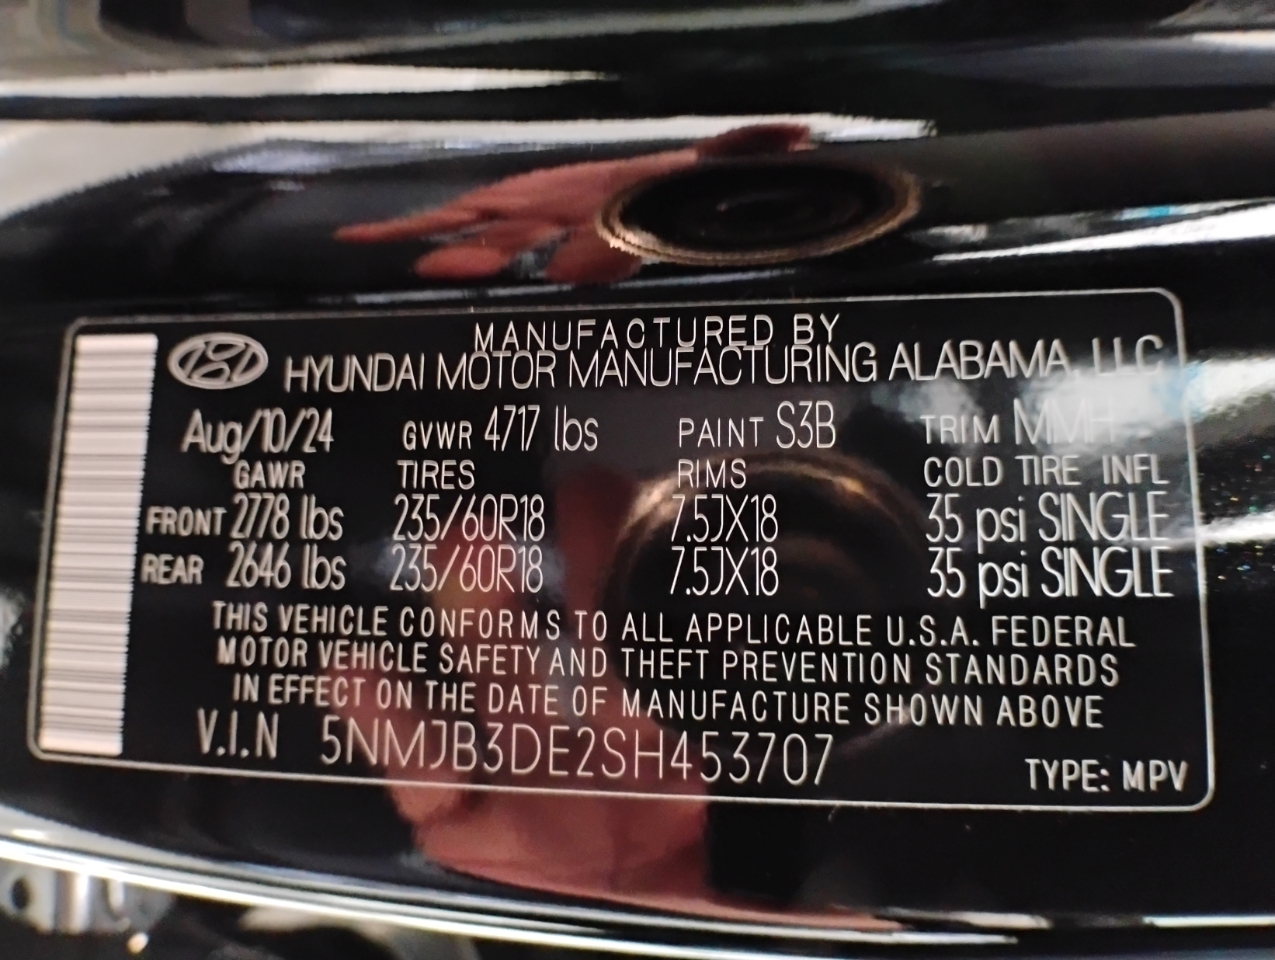 MANUFACTURED BY
HYUNDAI MOTOR MANUFACTURING ALABAMA, LLC
Aug/10/24 GVWR 4717 lbs PAINT S3B TRIM MMH
GAWR TIRES RIMS COLD TIRE INFL
FRONT 2778 lbs 235/60R18 7.5JX18 35 psi SINGLE
REAR 2646 lbs 235/60R18 7.5JX18 35 psi SINGLE
THIS VEHICLE CONFORMS TO ALL APPLICABLE U.S.A. FEDERAL
MOTOR VEHICLE SAFETY AND THEFT PREVENTION STANDARDS
IN EFFECT ON THE DATE OF MANUFACTURE SHOWN ABOVE
V.I.N 5NMJB3DE2SH453707
TYPE: MPV